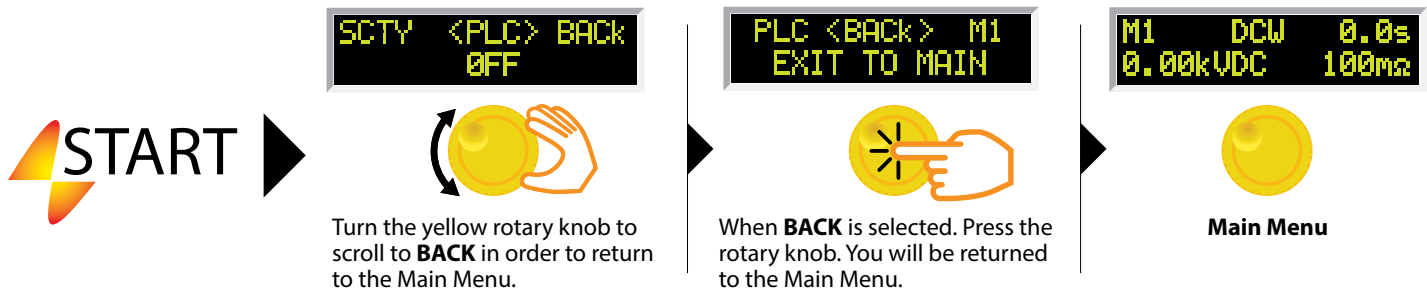 START
SCTY <PLC> BACk
0FF
Turn the yellow rotary knob to
scroll to BACK in order to return
to the Main Menu.
PLC <BACk> M1
EXIT TO MAIN
When BACK is selected. Press the
rotary knob. You will be returned
to the Main Menu.
M1 DCW 0.0s
0.00kVDC 100mΩ
Main Menu